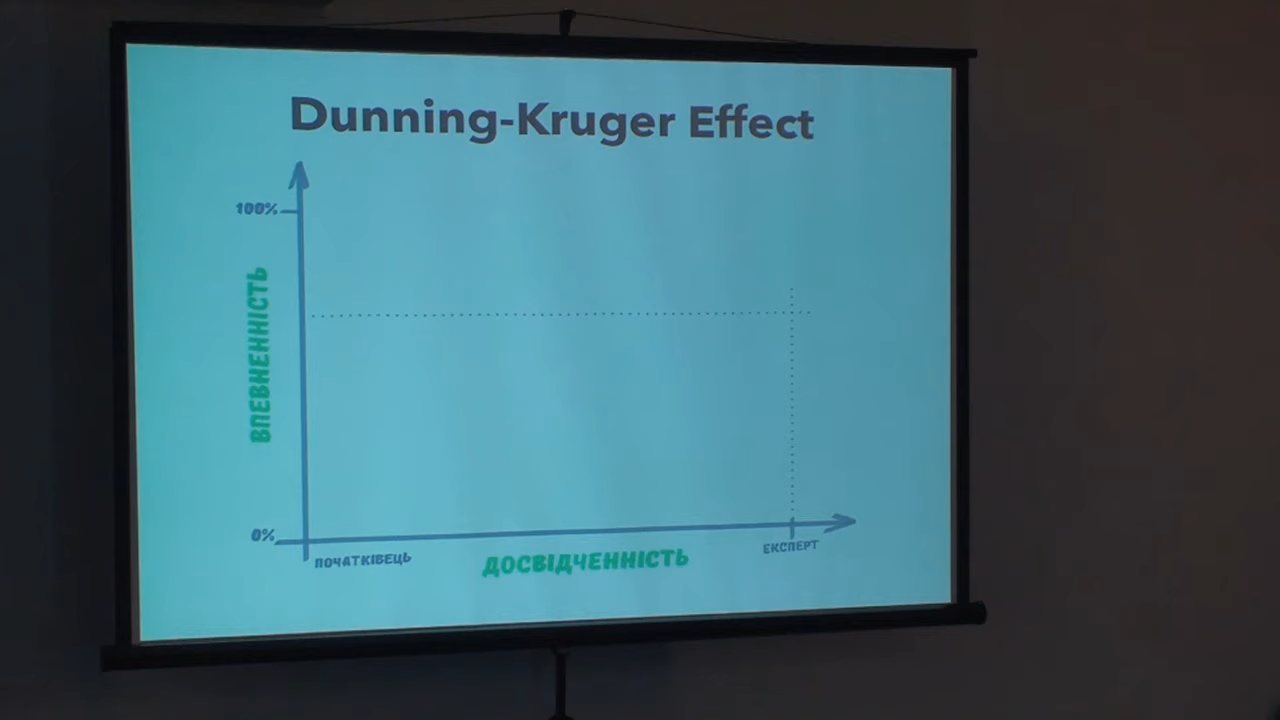 Dunning-Kruger Effect
100%
ВПЕВНЕННІСТЬ
0%
ПОЧАТКІВЕЦЬ
ДОСВІДЧЕННІСТЬ
ЕКСПЕРТ